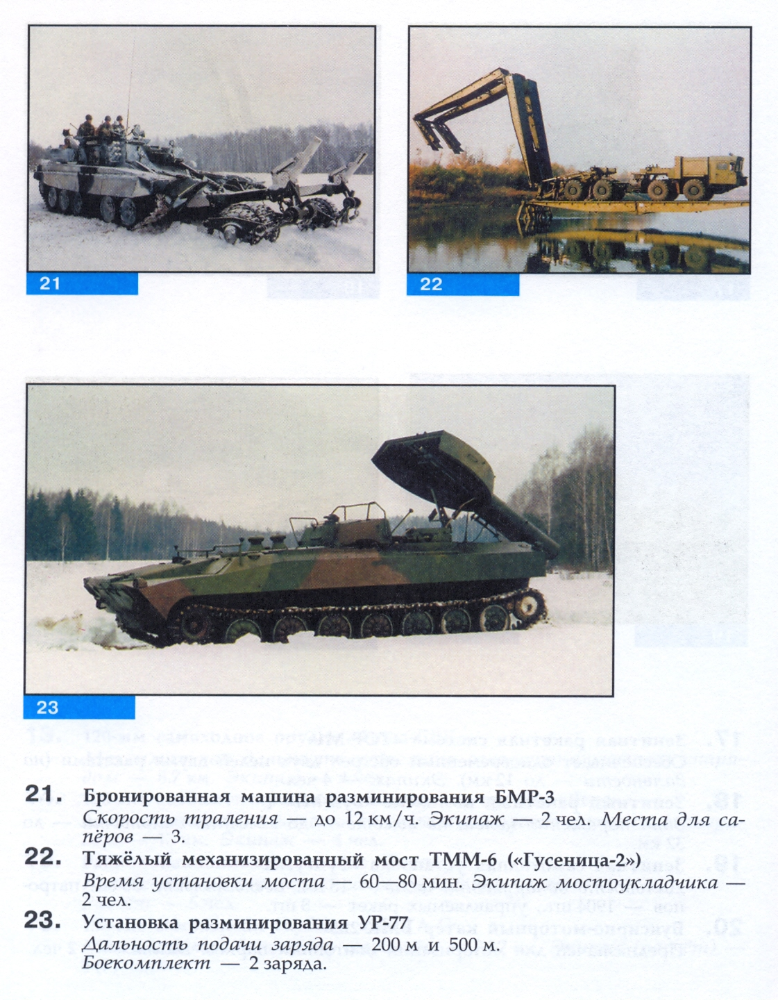 21
22
23
21. Бронированная машина разминирования БМР-3
Скорость траления — до 12 км/ч. Экипаж — 2 чел. Места для са-
пёров — 3.
22. Тяжёлый механизированный мост ТММ-6 («Гусеница-2»)
Время установки моста — 60—80 мин. Экипаж мостоукладчика —
2 чел.
23. Установка разминирования УР-77
Дальность подачи заряда — 200 м и 500 м.
Боекомплект — 2 заряда.